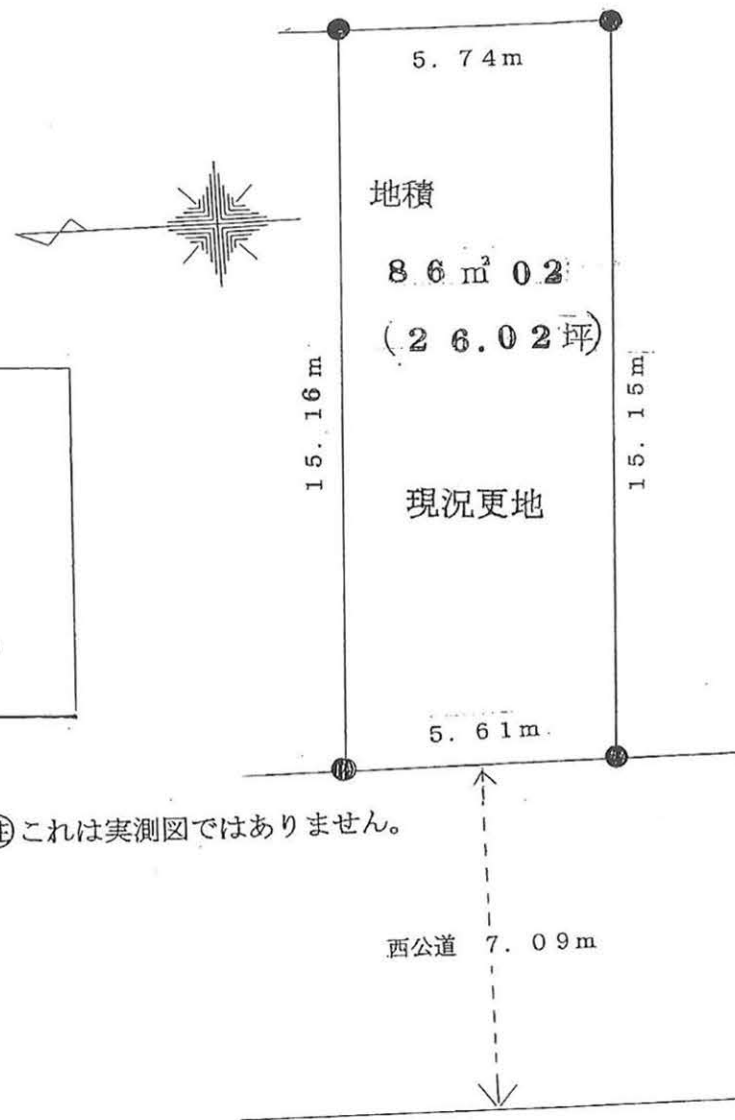 5.74m
地積
86㎡02
(26.02坪)
15.16m
15.15m
現況更地
5.61m
注これは実測図ではありません。
西公道 7.09m